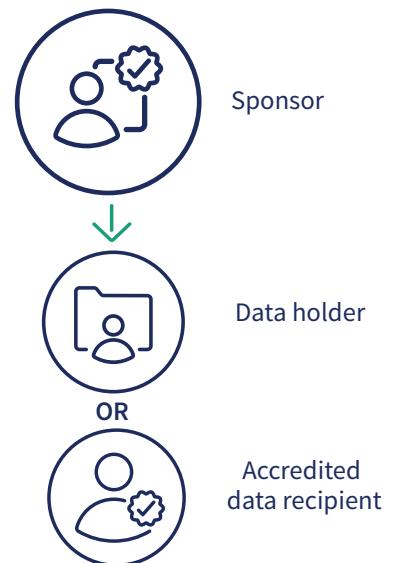 Sponsor
Data holder
OR
Accredited
data recipient